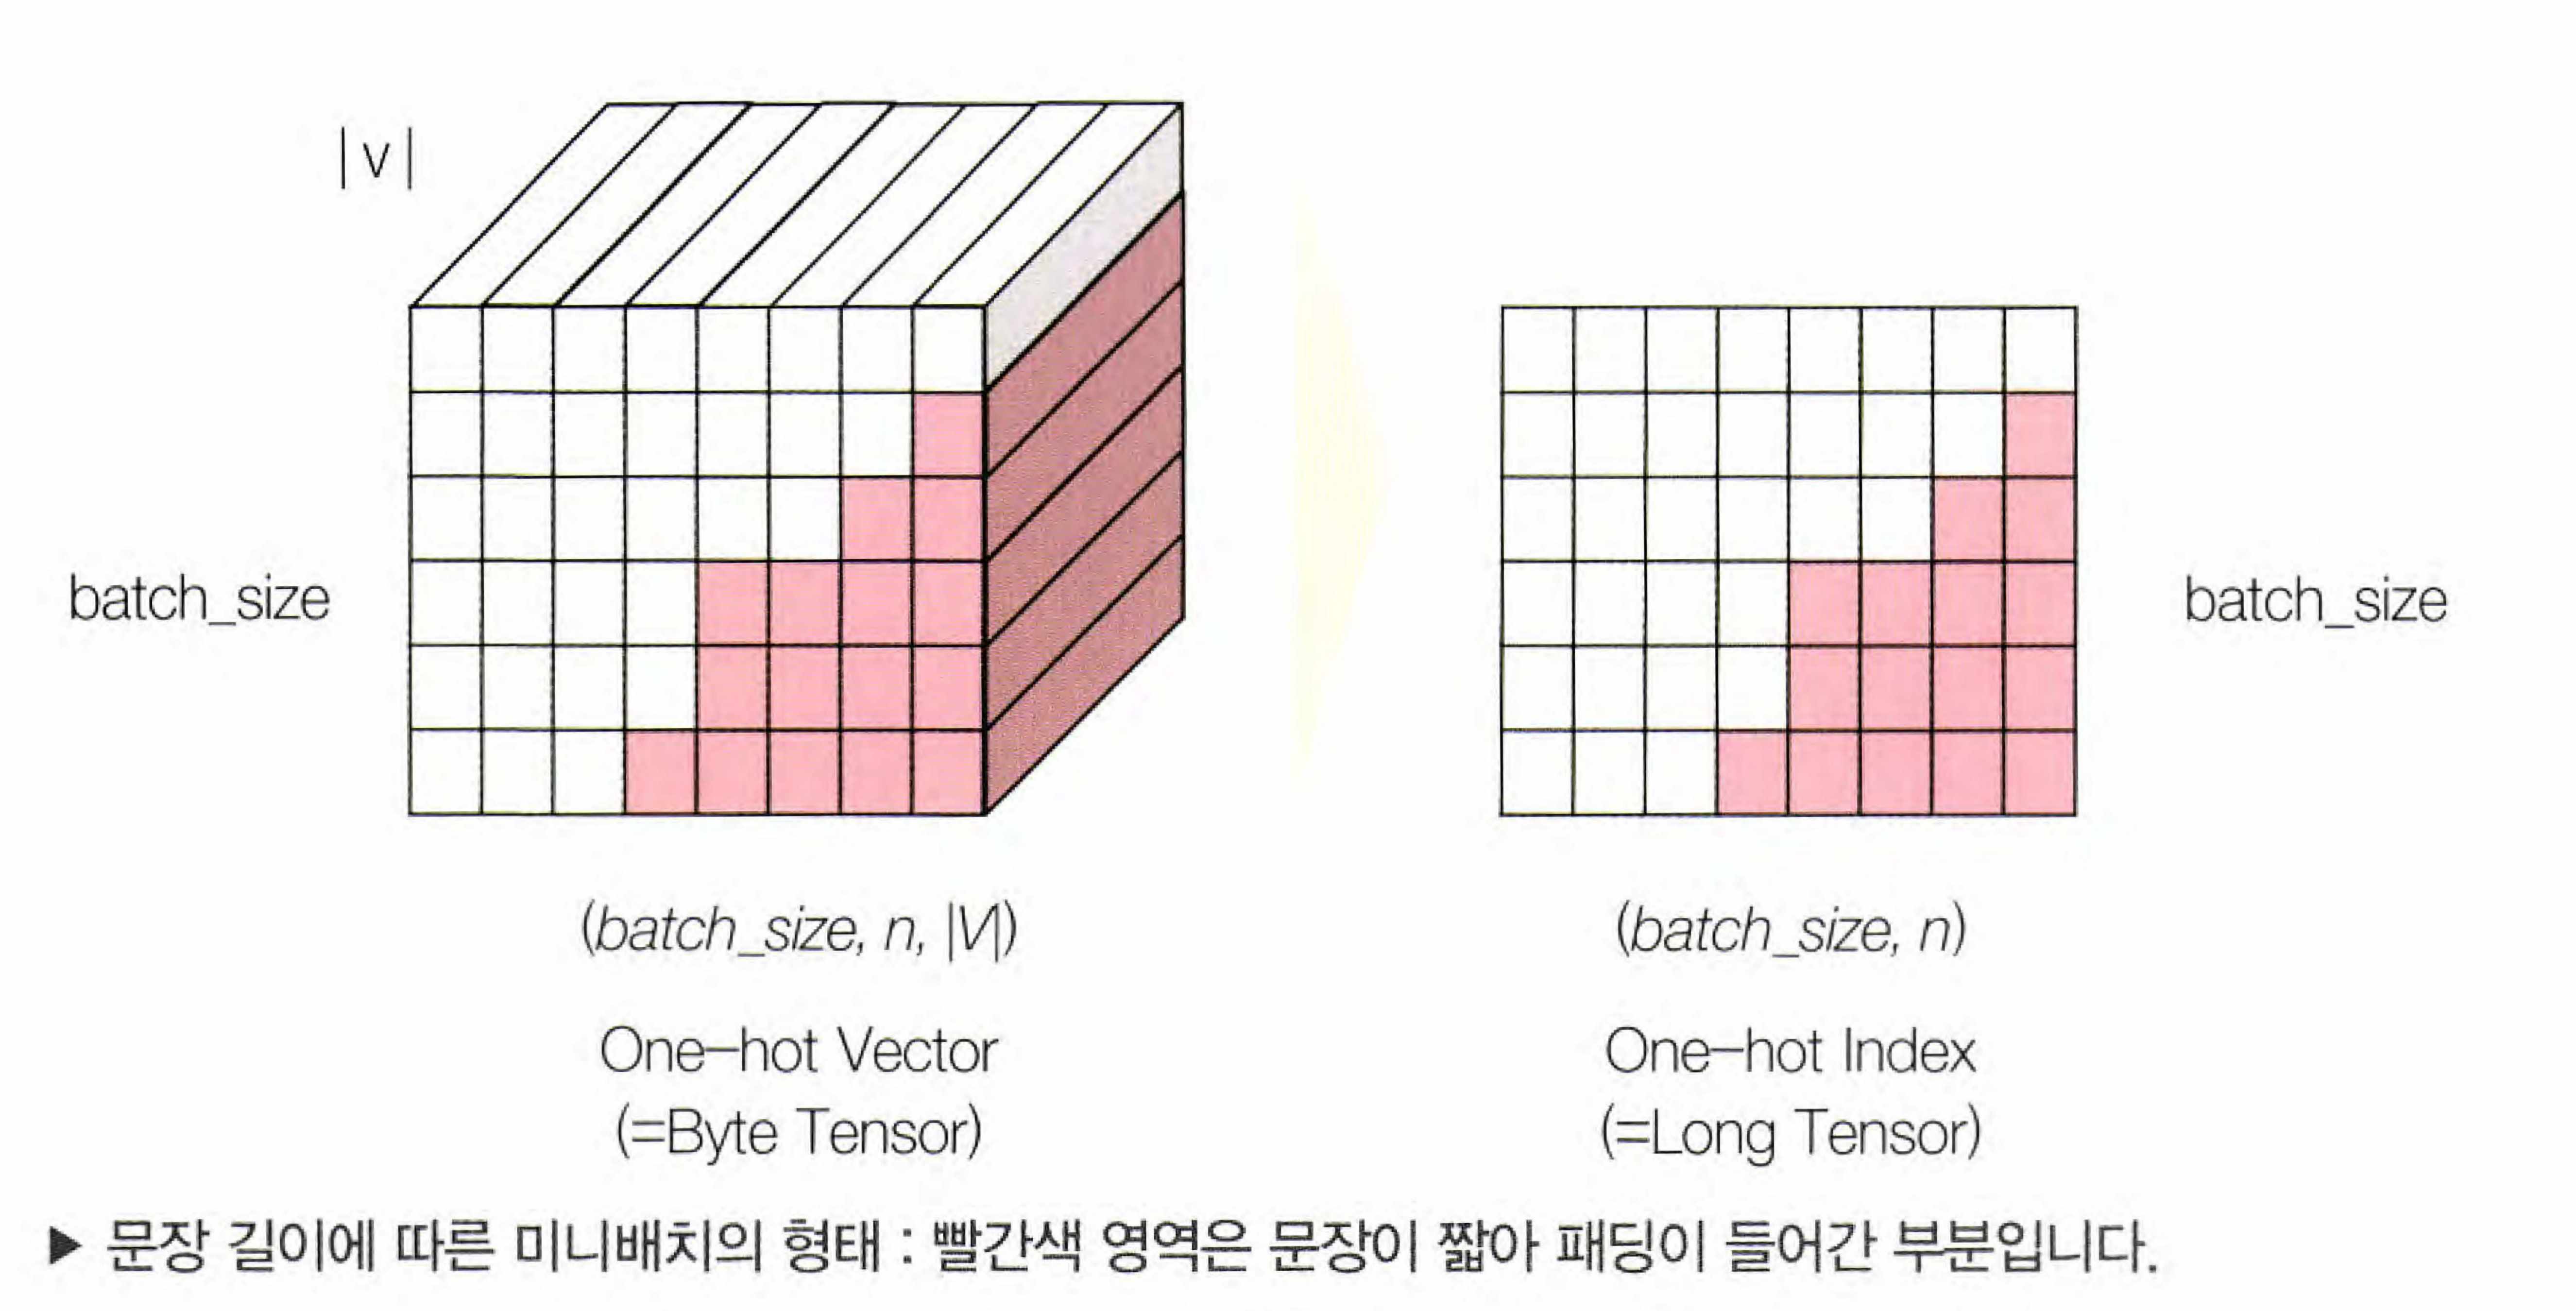 |v|
batch_size
batch_size
(batch_size, n, |V|)
(batch_size, n)
One-hot Vector
(=Byte Tensor)
One-hot Index
(=Long Tensor)
▶ 문장 길이에 따른 미니배치의 형태 : 빨간색 영역은 문장이 짧아 패딩이 들어간 부분입니다.